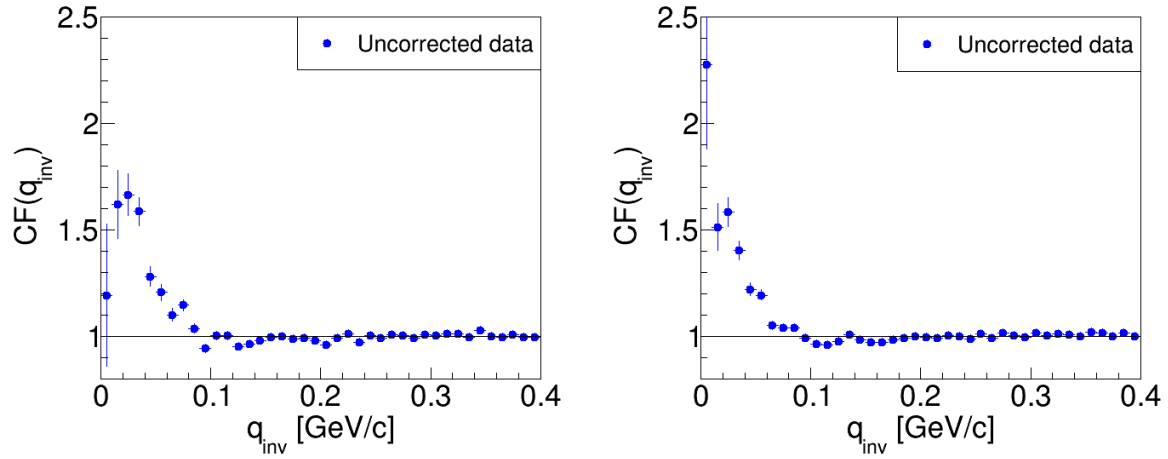 2.5
2
1.5
1
CF(q_inv)
Uncorrected data
0 0.1 0.2 0.3 0.4
q_inv [GeV/c]
2.5
2
1.5
1
CF(q_inv)
Uncorrected data
0 0.1 0.2 0.3 0.4
q_inv [GeV/c]